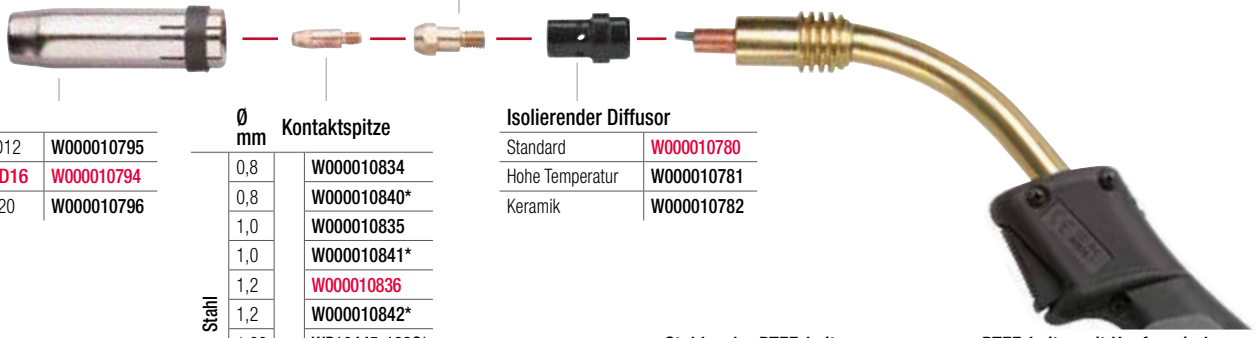 Isolierender Diffusor
Standard W000010780
Hohe Temperatur W000010781
Keramik W000010782
Ø mm Kontaktspitze
Stahl
0,8 W000010834
0,8 W000010840*
1,0 W000010835
1,0 W000010841*
1,2 W000010836
1,2 W000010842*
W000010795
D16 W000010794
20 W000010796